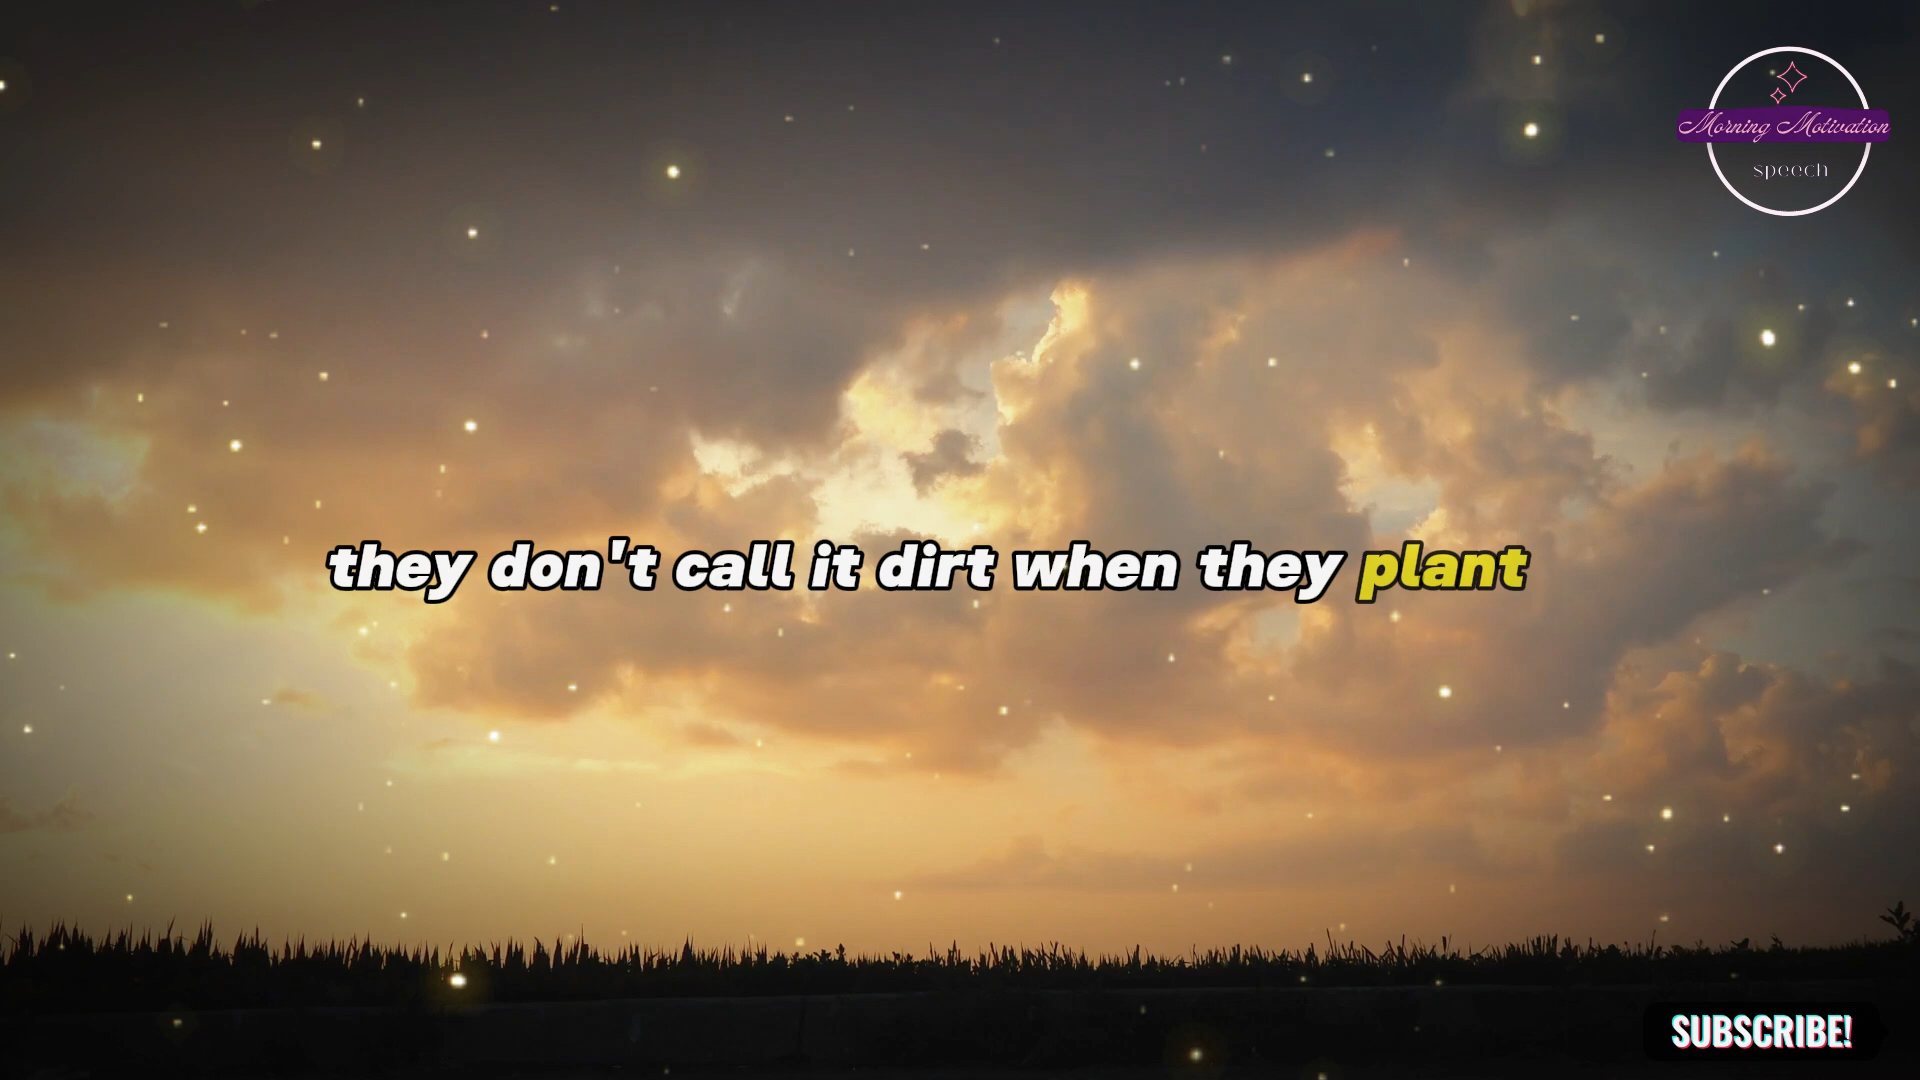 Morning Motivation
speech
they don't call it dirt when they plant
SUBSCRIBE!